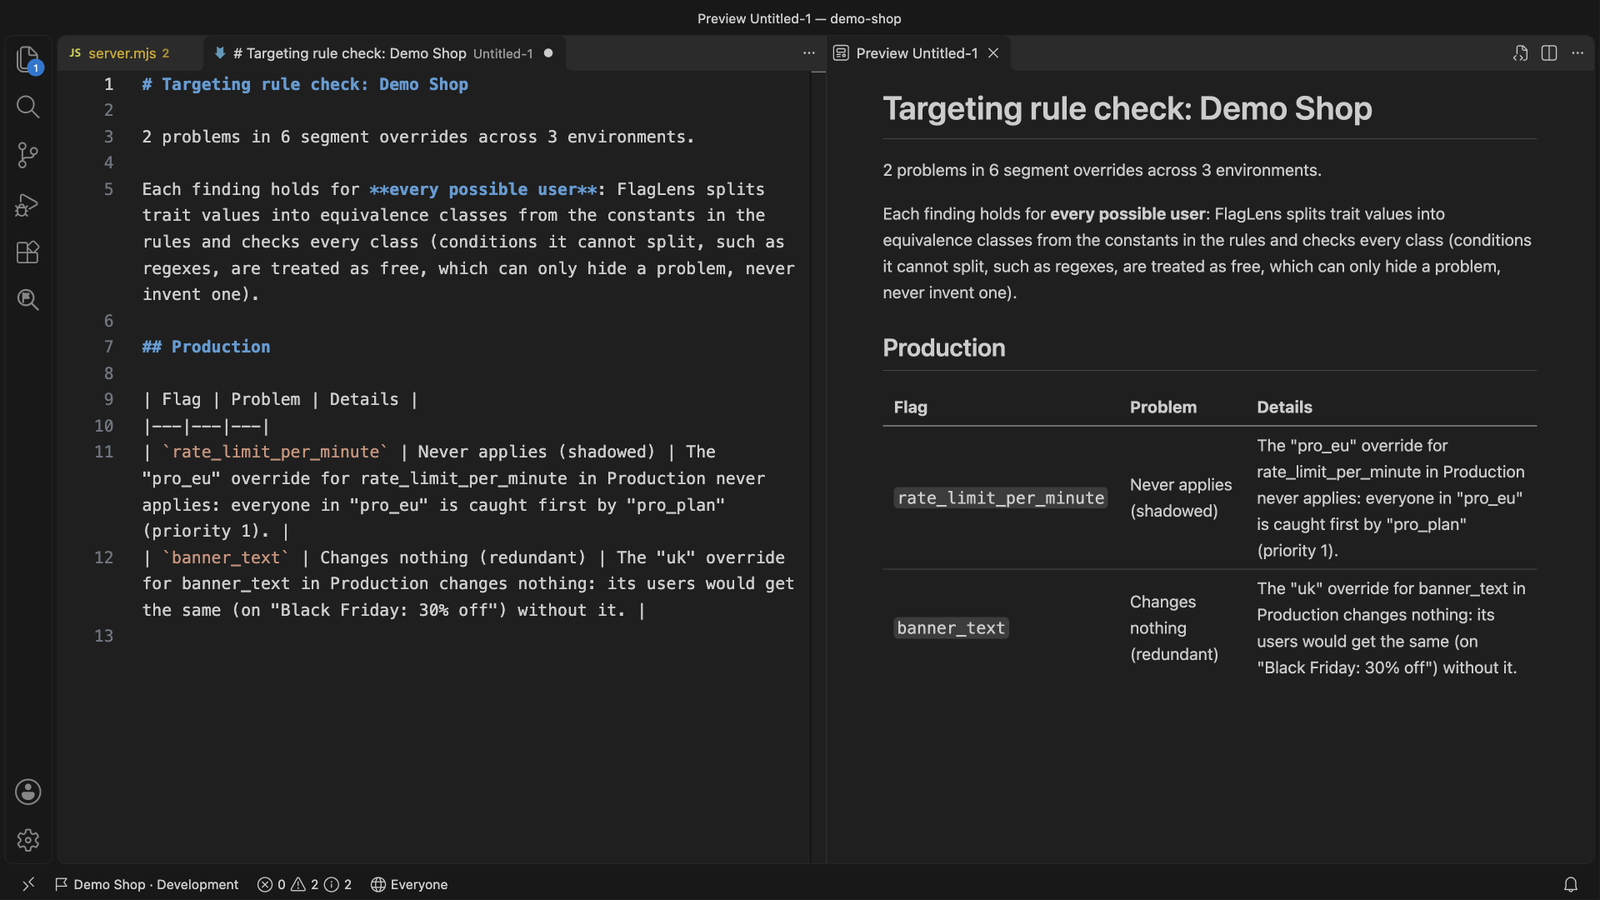 Preview Untitled-1 — demo-shop
JS server.mjs 2
# Targeting rule check: Demo Shop Untitled-1
Preview Untitled-1
1
1 # Targeting rule check: Demo Shop
2
3 2 problems in 6 segment overrides across 3 environments.
4
5 Each finding holds for **every possible user**: FlagLens splits
trait values into equivalence classes from the constants in the
rules and checks every class (conditions it cannot split, such as
regexes, are treated as free, which can only hide a problem, never
invent one).
6
7 ## Production
8
9 | Flag | Problem | Details |
10 |---|---|---|
11 | `rate_limit_per_minute` | Never applies (shadowed) | The
"pro_eu" override for rate_limit_per_minute in Production never
applies: everyone in "pro_eu" is caught first by "pro_plan"
(priority 1). |
12 | `banner_text` | Changes nothing (redundant) | The "uk" override
for banner_text in Production changes nothing: its users would get
the same (on "Black Friday: 30% off") without it. |
13
Targeting rule check: Demo Shop
2 problems in 6 segment overrides across 3 environments.
Each finding holds for every possible user: FlagLens splits trait values into
equivalence classes from the constants in the rules and checks every class (conditions
it cannot split, such as regexes, are treated as free, which can only hide a problem,
never invent one).
Production
Flag Problem Details
rate_limit_per_minute
Never applies
(shadowed)
The "pro_eu" override for
rate_limit_per_minute in Production
never applies: everyone in "pro_eu"
is caught first by "pro_plan"
(priority 1).
banner_text
Changes
nothing
(redundant)
The "uk" override for banner_text in
Production changes nothing: its
users would get the same (on
"Black Friday: 30% off") without it.
Demo Shop · Development 0 2 2 Everyone